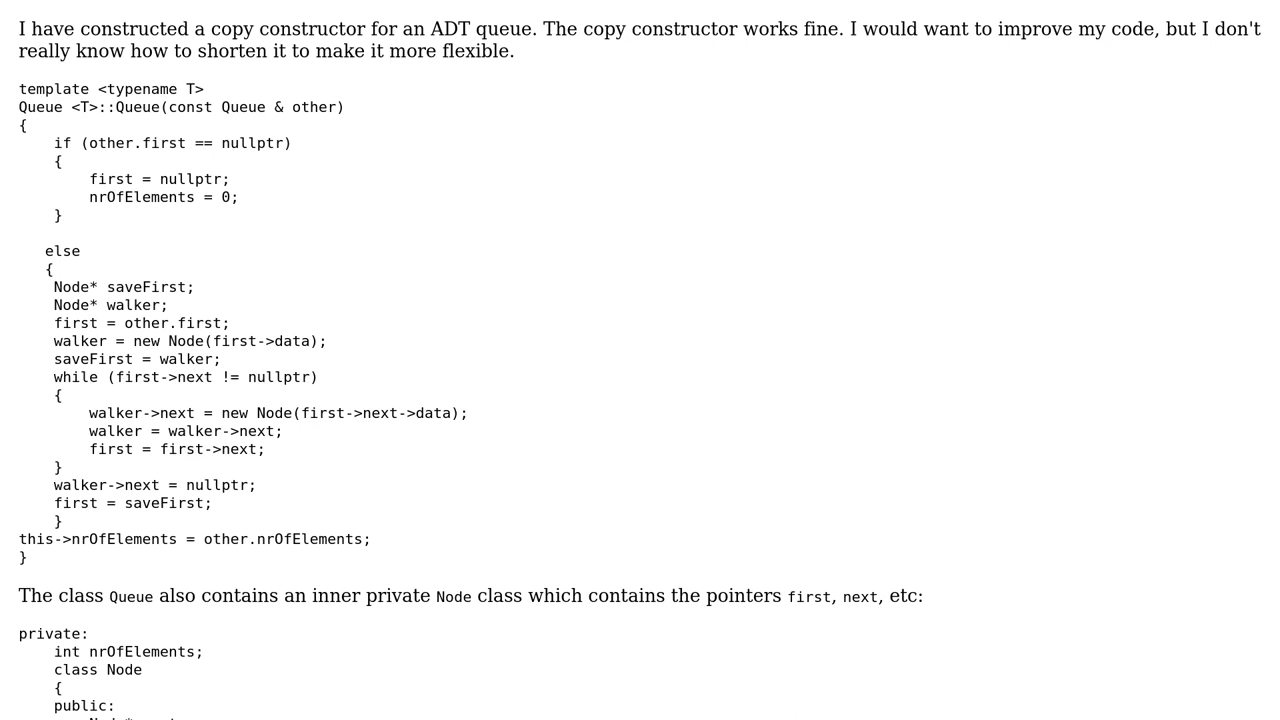 I have constructed a copy constructor for an ADT queue. The copy constructor works fine. I would want to improve my code, but I don't
really know how to shorten it to make it more flexible.
template <typename T>
Queue <T>::Queue(const Queue & other)
{
    if (other.first == nullptr)
    {
        first = nullptr;
        nrOfElements = 0;
    }
   else
   {
    Node* saveFirst;
    Node* walker;
    first = other.first;
    walker = new Node(first->data);
    saveFirst = walker;
    while (first->next != nullptr)
    {
        walker->next = new Node(first->next->data);
        walker = walker->next;
        first = first->next;
    }
    walker->next = nullptr;
    first = saveFirst;
    }
this->nrOfElements = other.nrOfElements;
}
The class Queue also contains an inner private Node class which contains the pointers first, next, etc:
private:
    int nrOfElements;
    class Node
    {
    public: